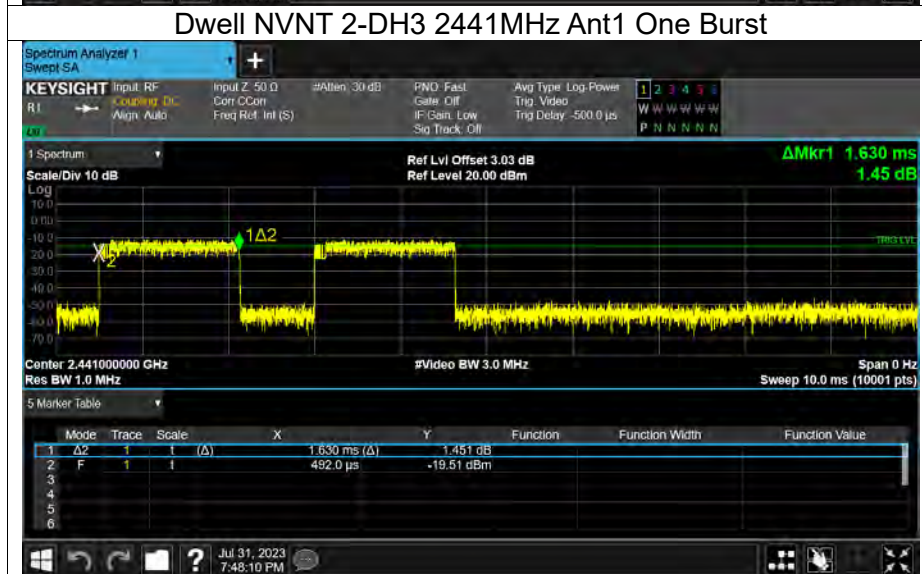 Dwell NVNT 2-DH3 2441MHz Ant1 One Burst
Spectrum Analyzer 1
Swept SA
+
KEYSIGHT Input: RF Input Z: 50 Ω #Atten: 30 dB PNO: Fast Avg Type: Log-Power 1 2 3 4 5 6
Coupling: DC Corr CCorr Gate: Off Trig: Video W W W W W W
Align: Auto Freq Ref: Int (S) IF Gain: Low Trig Delay: -500.0 µs
Sig Track: Off P N N N N N
1 Spectrum Ref Lvl Offset 3.03 dB ΔMkr1 1.630 ms
Scale/Div 10 dB Ref Level 20.00 dBm 1.45 dB
Log
10.0
0.00
-10.0 1Δ2 TRIG LVL
-20.0 2
-30.0
-40.0
-50.0
-60.0
-70.0
Center 2.441000000 GHz #Video BW 3.0 MHz Span 0 Hz
Res BW 1.0 MHz Sweep 10.0 ms (10001 pts)
5 Marker Table
Mode Trace Scale X Y Function Function Width Function Value
1 Δ2 1 t (Δ) 1.630 ms (Δ) 1.451 dB
2 F 1 t 492.0 µs -19.51 dBm
3
4
5
6
? Jul 31, 2023
7:48:10 PM